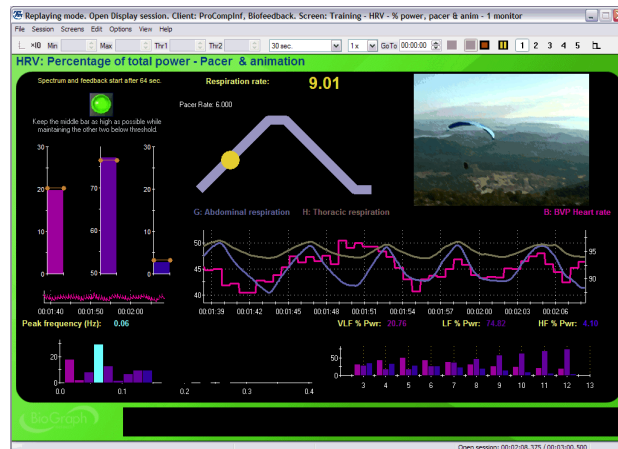 Replaying mode. Open Display session. Client: ProCompInf, Biofeedback. Screen: Training - HRV - % power, pacer & anim - 1 monitor
File Session Screens Edit Options View Help
Min Max Thr1 Thr2 30 sec. 1x GoTo 00:00:00 1 2 3 4 5
HRV: Percentage of total power - Pacer & animation
Spectrum and feedback start after 64 sec.
Respiration rate: 9.01
Pacer Rate: 6.000
Keep the middle bar as high as possible while
maintaining the other two below threshold.
30 30
70
20 20
60
10 10
0 50 0
G: Abdominal respiration H: Thoracic respiration B: BVP Heart rate
50 95
45 90
40
00:01:40 00:01:50 00:02:00
00:01:39 00:01:42 00:01:45 00:01:48 00:01:51 00:01:54 00:01:57 00:02:00 00:02:03 00:02:06
Peak frequency (Hz): 0.06
VLF % Pwr: 20.76 LF % Pwr: 74.82 HF % Pwr: 4.10
20
0
0.0 0.1 0.2 0.3 0.4
50
0
3 4 5 6 7 8 9 10 11 12 13
BioGraph
Open session: 00:02:08.375 / 00:03:00.500